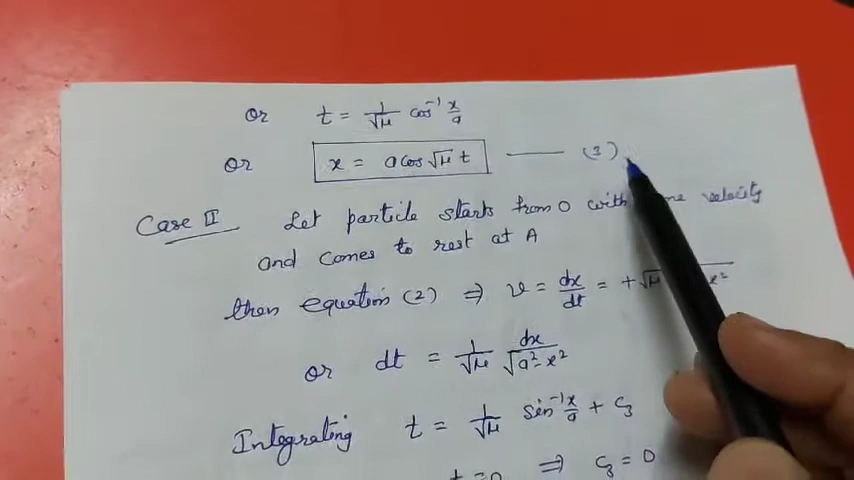 Or t = 1/√μ cos⁻¹ x/a
Or x = a cos √μ t —— (3)
Case II Let particle starts from O with velocity
and comes to rest at A
then equation (2) ⇒ v = dx/dt = +√μ x²
or dt = 1/√μ dx/√a²-x²
Integrating t = 1/√μ sin⁻¹ x/a + C₃
t = 0 ⇒ C₃ = 0